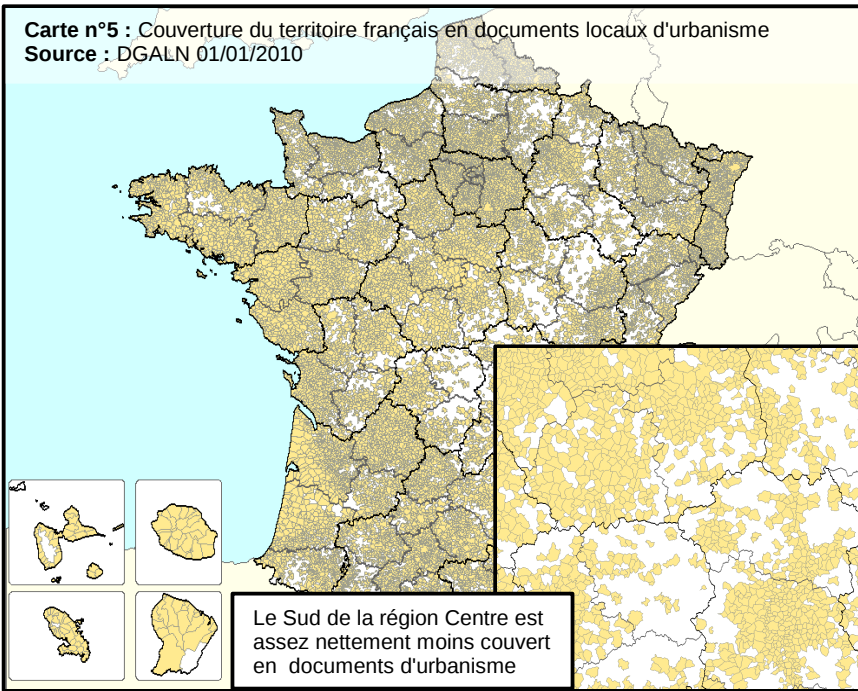 Carte n°5 : Couverture du territoire français en documents locaux d'urbanisme
Source : DGALN 01/01/2010
Le Sud de la région Centre est
assez nettement moins couvert
en documents d'urbanisme